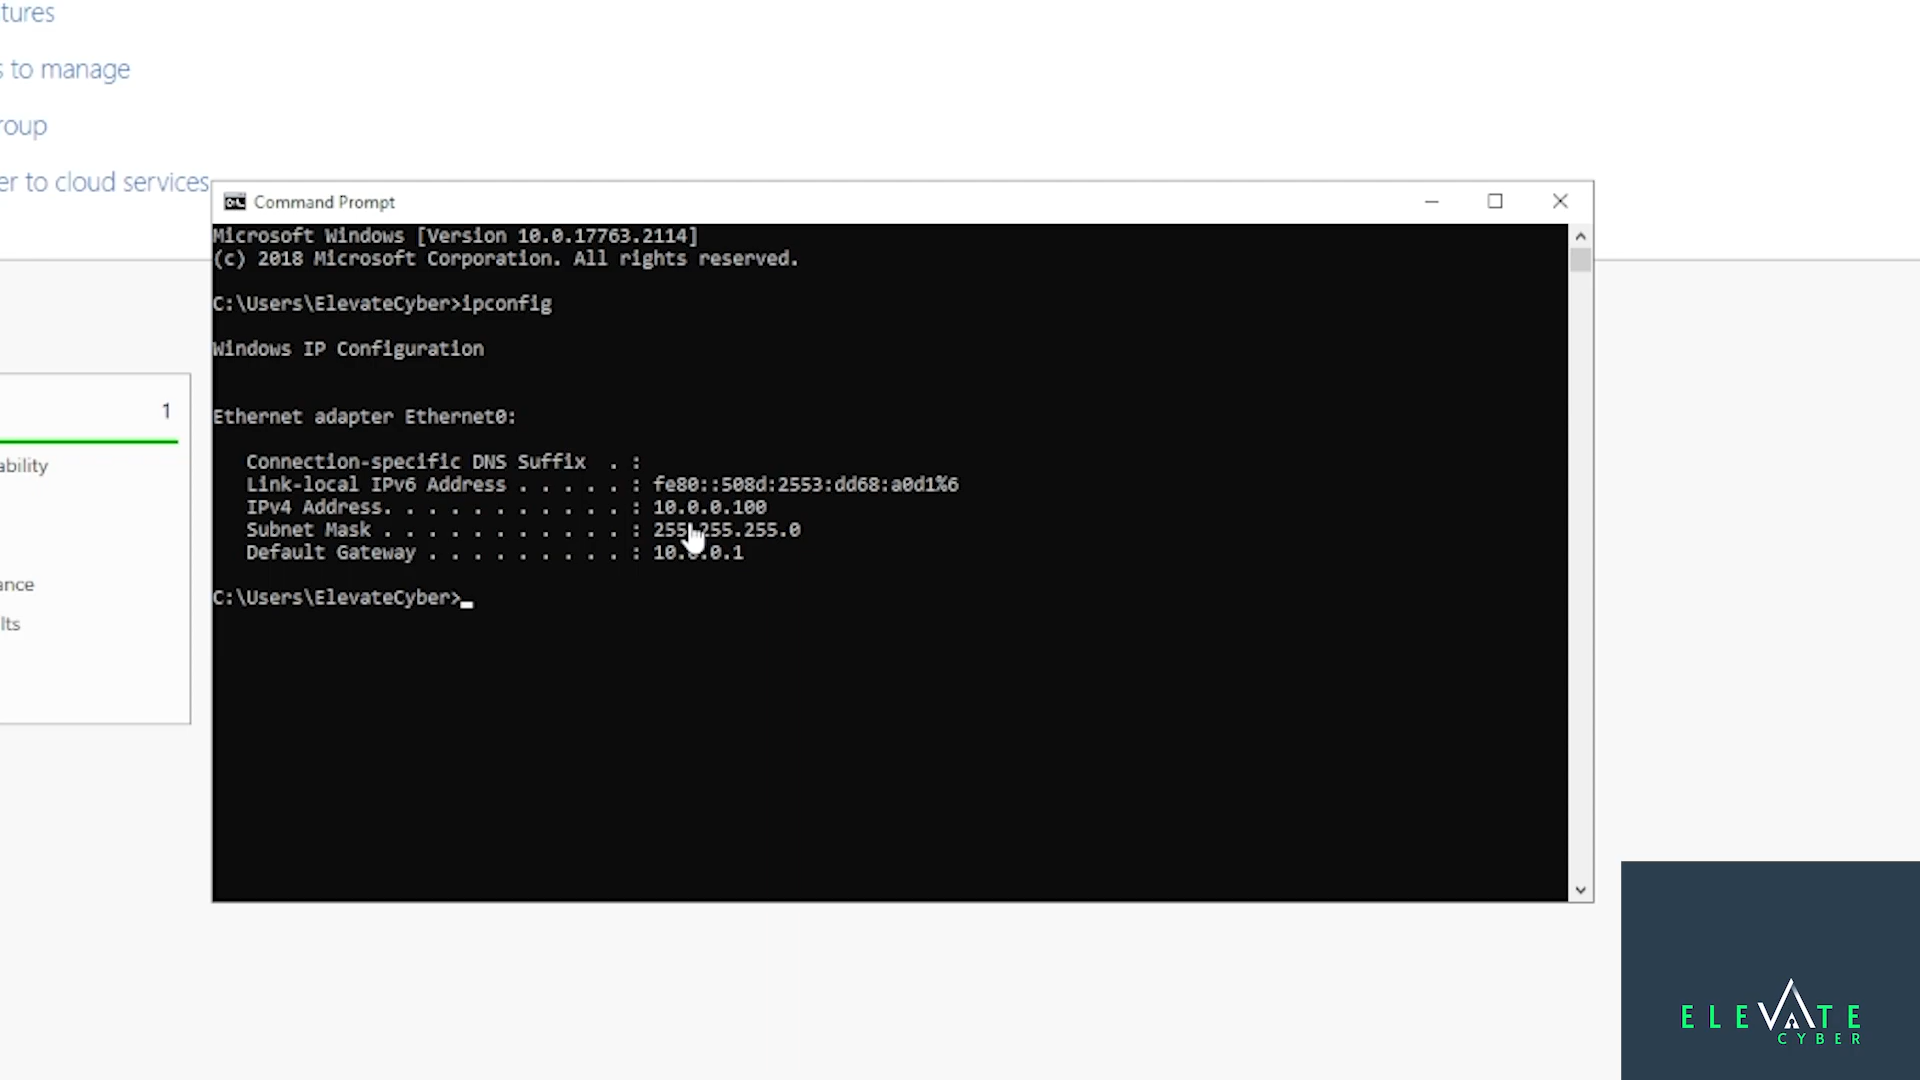 tures
s to manage
roup
er to cloud services
1
ability
ance
lts
Command Prompt
Microsoft Windows [Version 10.0.17763.2114]
(c) 2018 Microsoft Corporation. All rights reserved.
C:\Users\ElevateCyber>ipconfig
Windows IP Configuration
Ethernet adapter Ethernet0:
Connection-specific DNS Suffix  . :
Link-local IPv6 Address . . . . . : fe80::508d:2553:dd68:a0d1%6
IPv4 Address. . . . . . . . . . . : 10.0.0.100
Subnet Mask . . . . . . . . . . . : 255.255.255.0
Default Gateway . . . . . . . . . : 10.0.0.1
C:\Users\ElevateCyber>
ELEVATE
CYBER